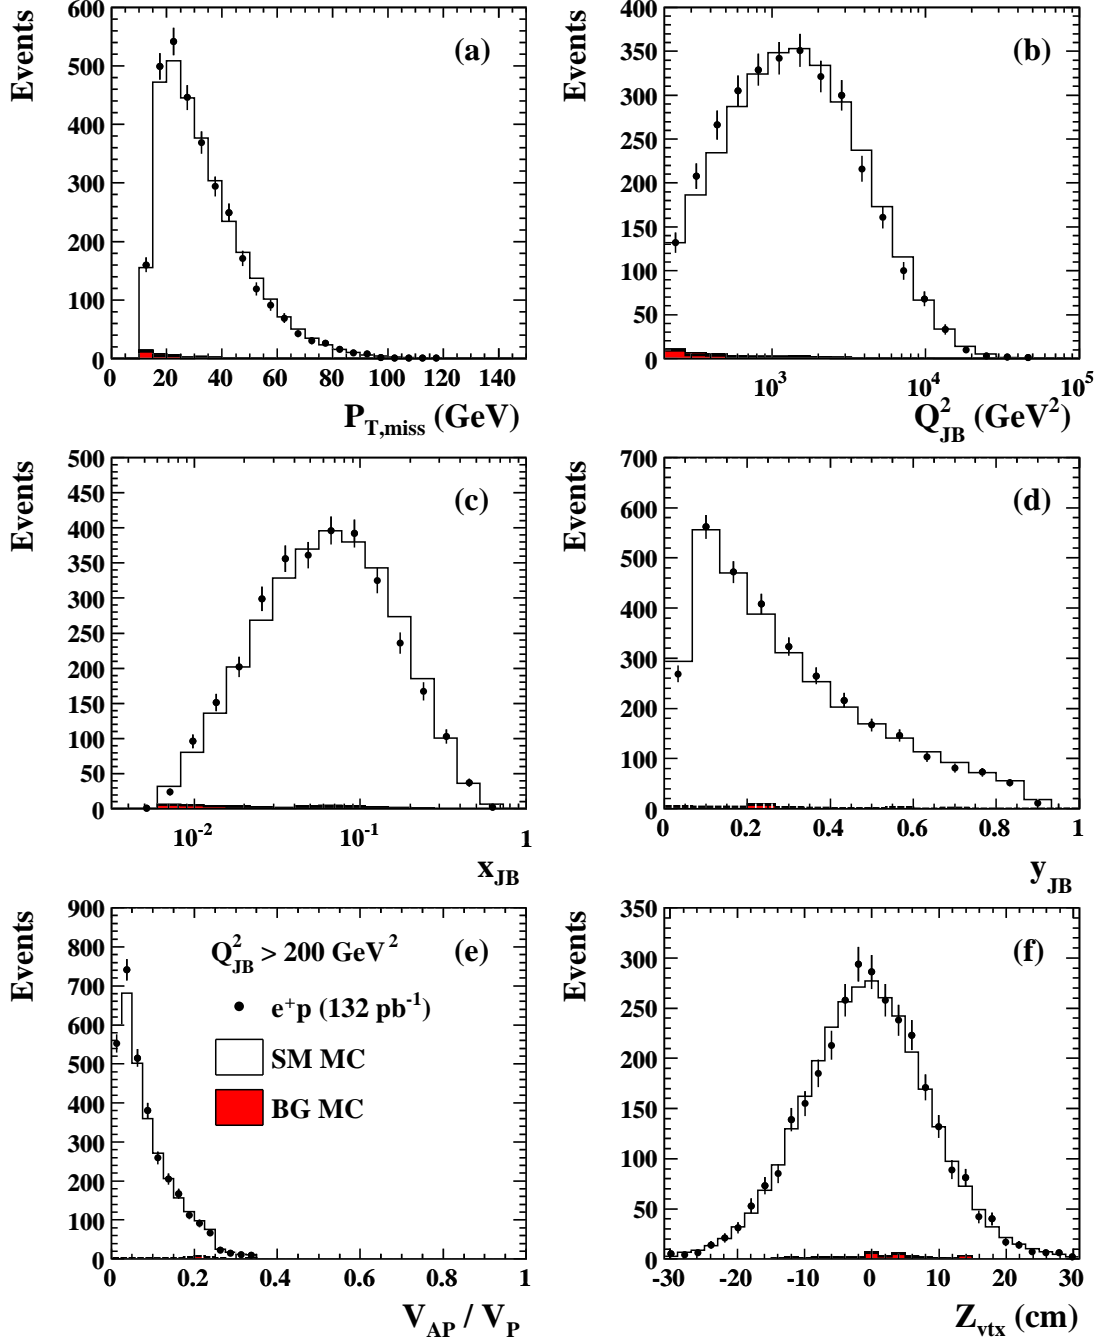 Events
(a)
600
500
400
300
200
100
0
0 20 40 60 80 100 120 140
P_T,miss (GeV)
Events
(b)
400
350
300
250
200
150
100
50
0
10^3 10^4 10^5
Q^2_JB (GeV^2)
Events
(c)
500
450
400
350
300
250
200
150
100
50
0
10^-2 10^-1 1
x_JB
Events
(d)
700
600
500
400
300
200
100
0
0 0.2 0.4 0.6 0.8 1
y_JB
Events
(e)
900
800
700
600
500
400
300
200
100
0
Q^2_JB > 200 GeV^2
e^+p (132 pb^-1)
SM MC
BG MC
0 0.2 0.4 0.6 0.8 1
V_AP / V_P
Events
(f)
350
300
250
200
150
100
50
0
-30 -20 -10 0 10 20 30
Z_vtx (cm)